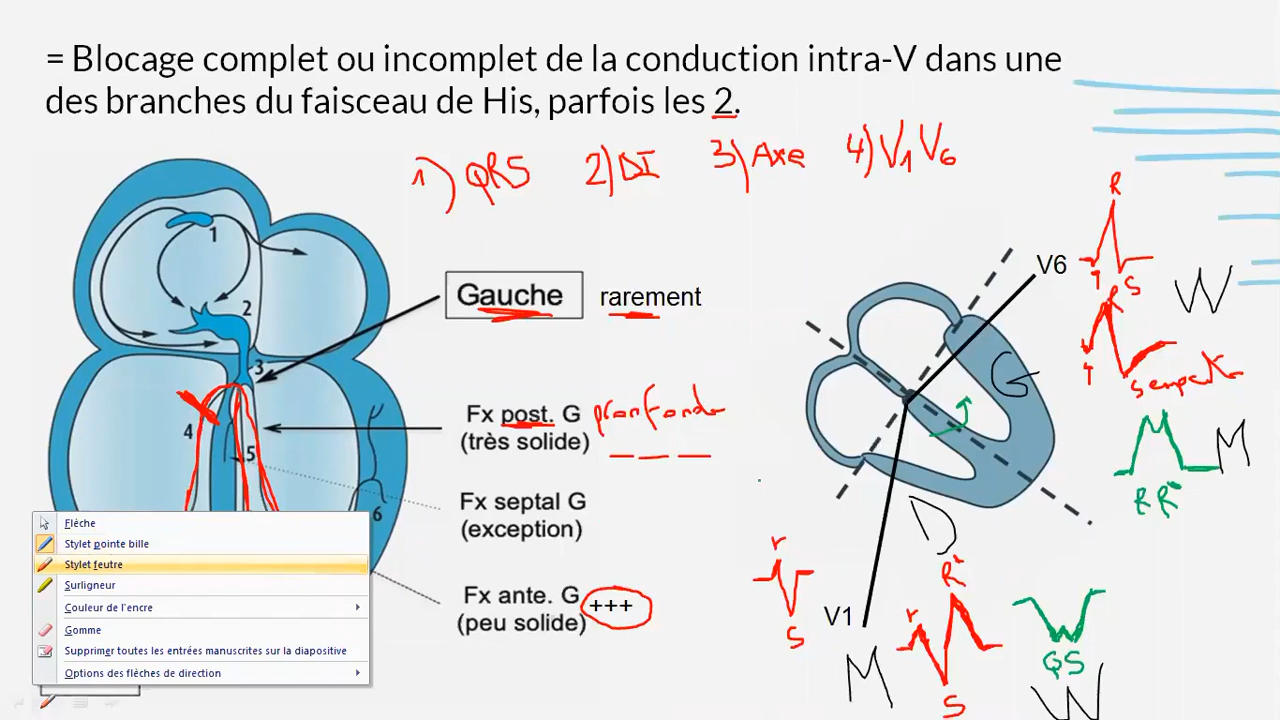 = Blocage complet ou incomplet de la conduction intra-V dans une
des branches du faisceau de His, parfois les 2.
1) QRS 2) DI 3) Axe 4) V1 V6
1
2
3
4
5
6
Gauche rarement
Fx post. G profonde
(très solide)
Fx septal G
(exception)
Fx ante. G +++
(peu solide)
Flèche
Stylet pointe bille
Stylet feutre
Surligneur
Couleur de l'encre
Gomme
Supprimer toutes les entrées manuscrites sur la diapositive
Options des flèches de direction
V6
G
D
V1
R
q S
W
R
q S empatée
M
R R'
r
S
M
r R'
S
QS
W